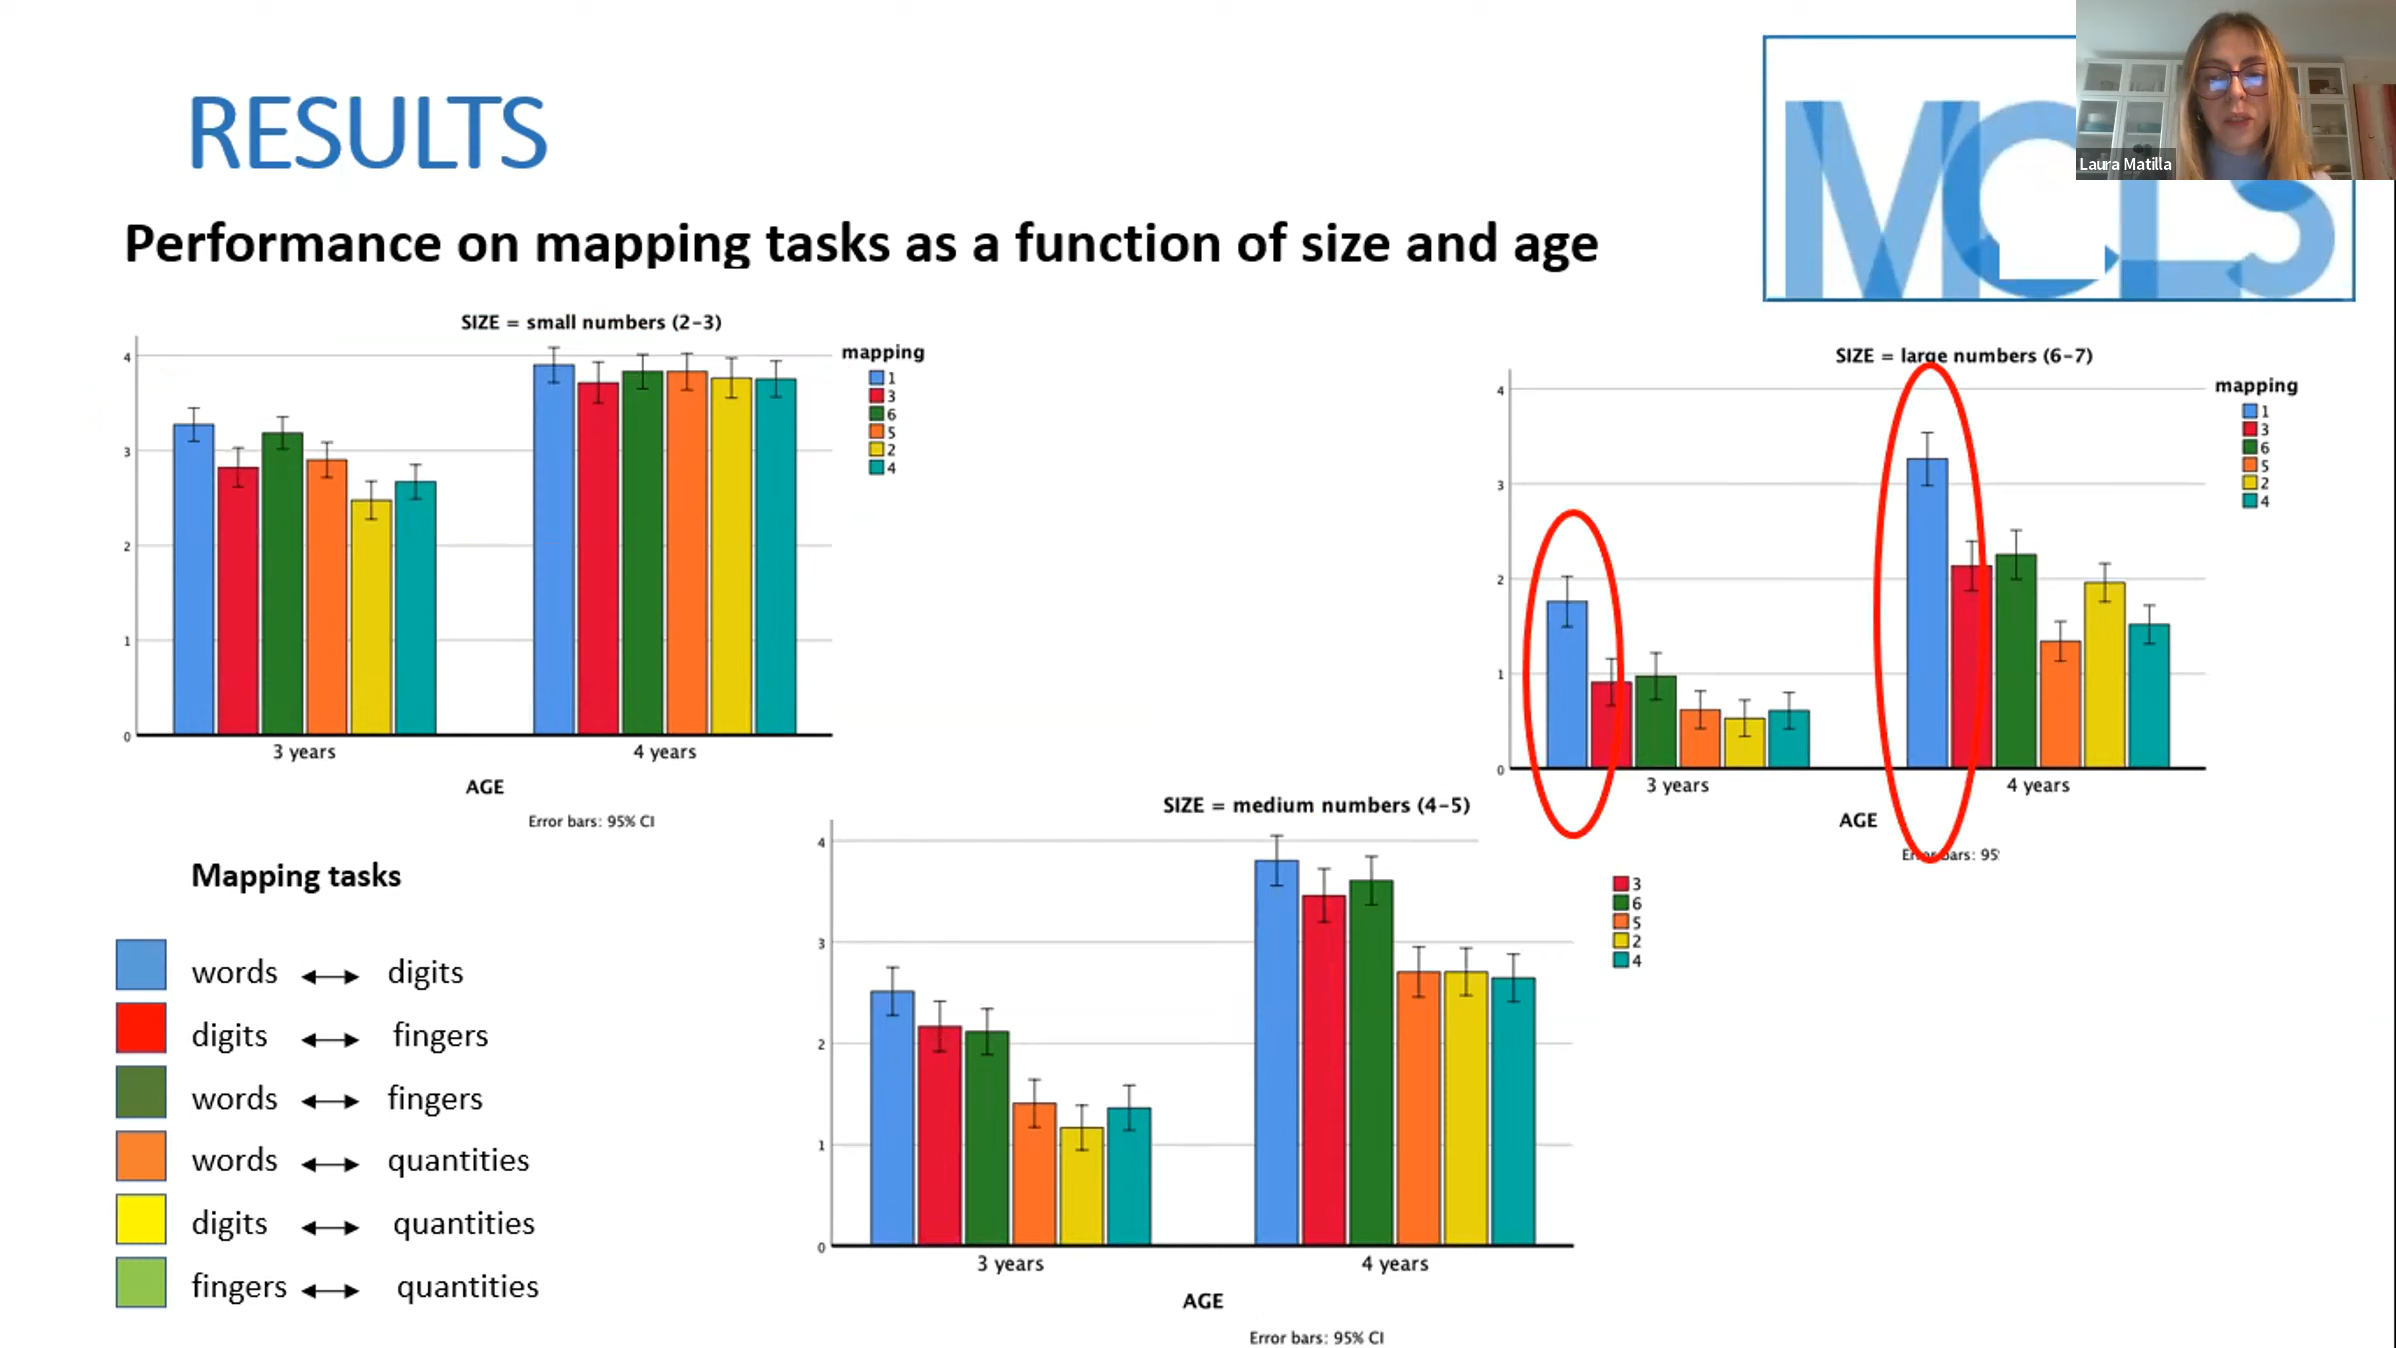 RESULTS
MCLS
Laura Matilla
Performance on mapping tasks as a function of size and age
SIZE = small numbers (2-3)
mapping
1
3
6
5
2
4
4
3
2
1
0
3 years
4 years
AGE
Error bars: 95% CI
SIZE = large numbers (6-7)
mapping
1
3
6
5
2
4
4
3
2
1
0
3 years
4 years
AGE
Error bars: 95
SIZE = medium numbers (4-5)
3
6
5
2
4
4
3
2
1
0
3 years
4 years
AGE
Error bars: 95% CI
Mapping tasks
words ↔ digits
digits ↔ fingers
words ↔ fingers
words ↔ quantities
digits ↔ quantities
fingers ↔ quantities